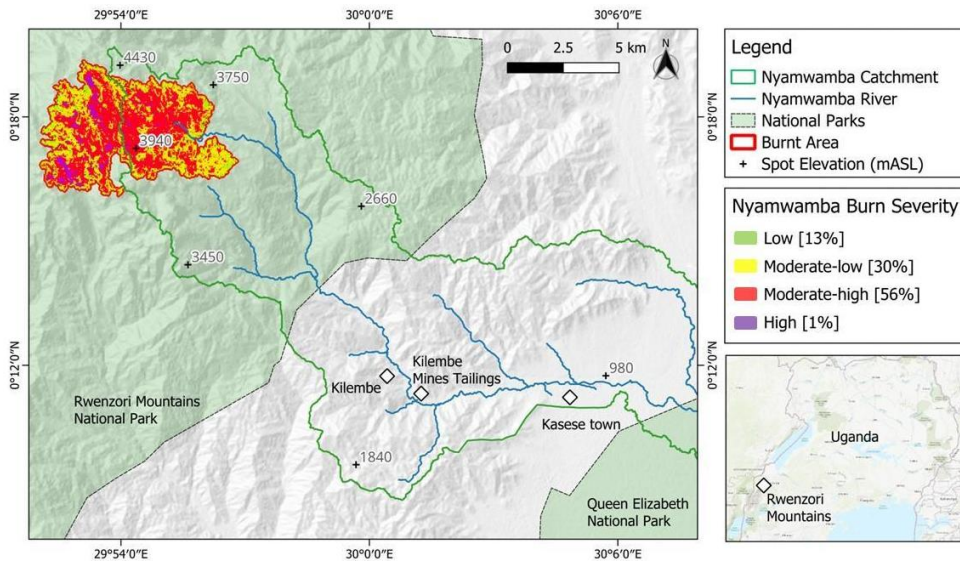 29°54'0"E
30°0'0"E
30°6'0"E
4430
3750
0
2.5
5 km
N
0°18'0"N
0°18'0"N
3940
2660
3450
0°12'0"N
0°12'0"N
Kilembe
Mines Tailings
Kilembe
980
Kasese town
Rwenzori Mountains
National Park
1840
Queen Elizabeth
National Park
29°54'0"E
30°0'0"E
30°6'0"E
Legend
Nyamwamba Catchment
Nyamwamba River
National Parks
Burnt Area
Spot Elevation (mASL)
Nyamwamba Burn Severity
Low [13%]
Moderate-low [30%]
Moderate-high [56%]
High [1%]
Uganda
Rwenzori
Mountains